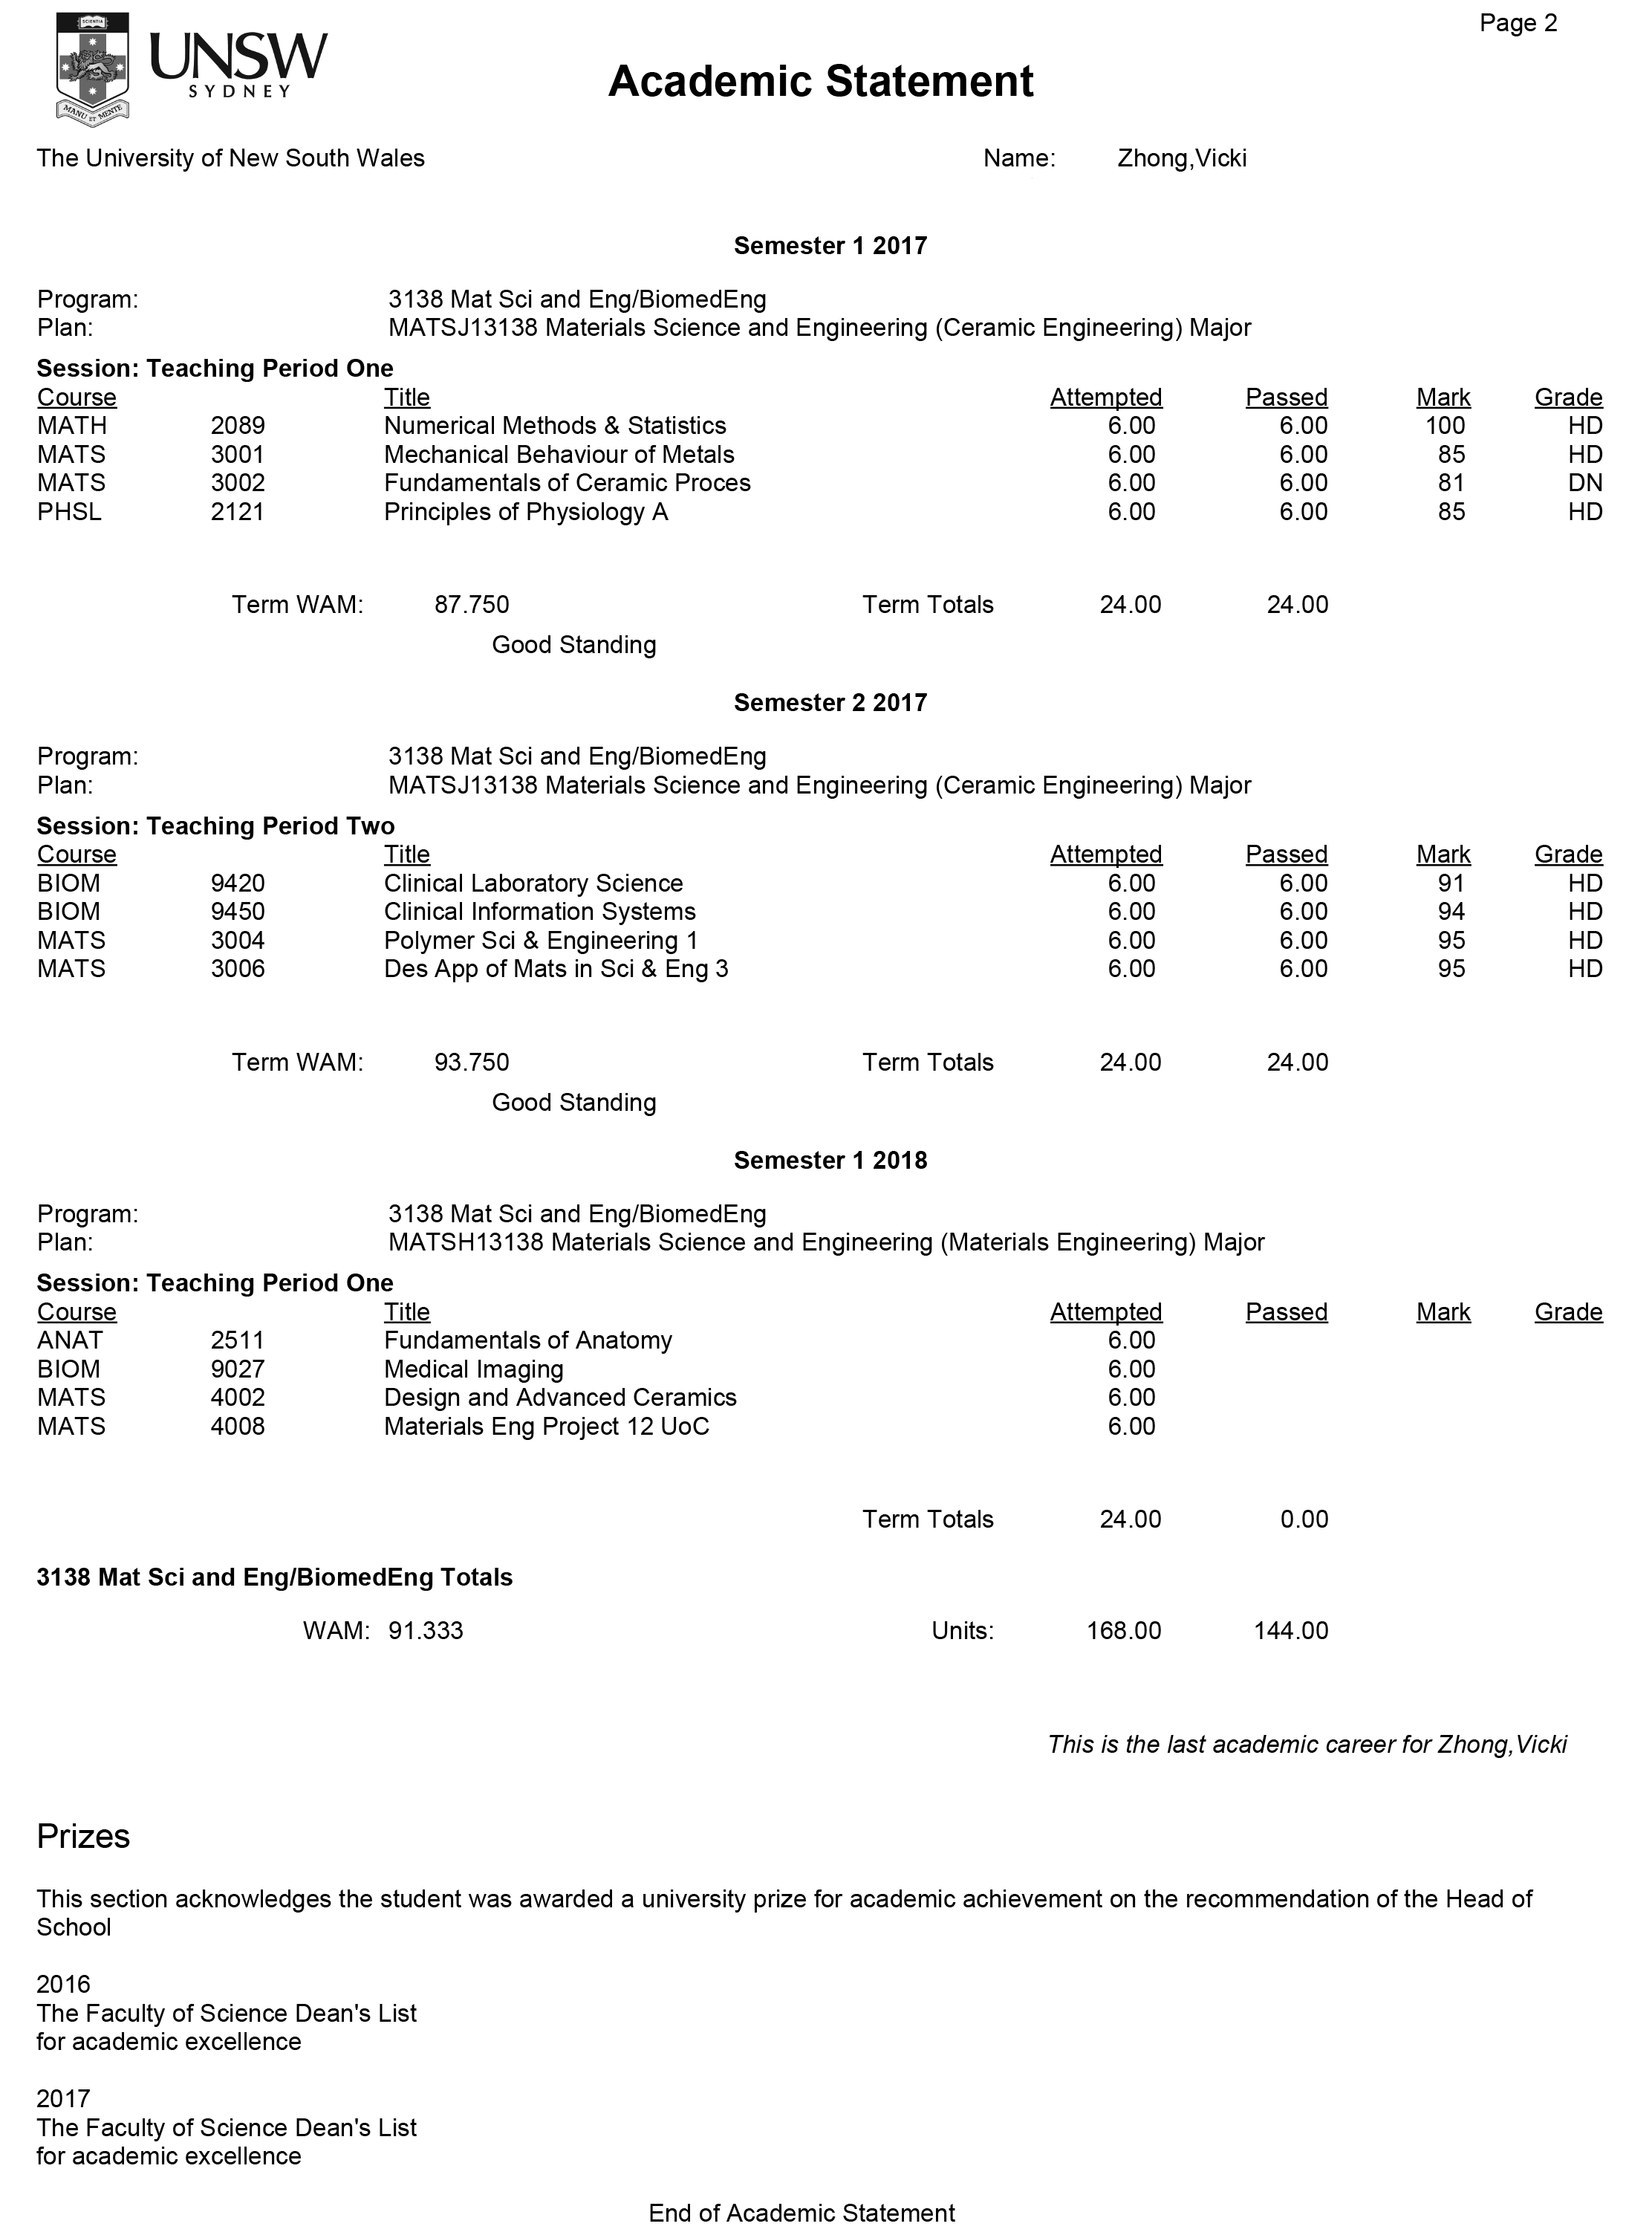 Page 2
SCIENTIA
MANU ET MENTE
UNSW
SYDNEY
Academic Statement
The University of New South Wales Name: Zhong,Vicki
Semester 1 2017
Program: 3138 Mat Sci and Eng/BiomedEng
Plan: MATSJ13138 Materials Science and Engineering (Ceramic Engineering) Major
Session: Teaching Period One
Course Title Attempted Passed Mark Grade
MATH 2089 Numerical Methods & Statistics 6.00 6.00 100 HD
MATS 3001 Mechanical Behaviour of Metals 6.00 6.00 85 HD
MATS 3002 Fundamentals of Ceramic Proces 6.00 6.00 81 DN
PHSL 2121 Principles of Physiology A 6.00 6.00 85 HD
Term WAM: 87.750 Term Totals 24.00 24.00
Good Standing
Semester 2 2017
Program: 3138 Mat Sci and Eng/BiomedEng
Plan: MATSJ13138 Materials Science and Engineering (Ceramic Engineering) Major
Session: Teaching Period Two
Course Title Attempted Passed Mark Grade
BIOM 9420 Clinical Laboratory Science 6.00 6.00 91 HD
BIOM 9450 Clinical Information Systems 6.00 6.00 94 HD
MATS 3004 Polymer Sci & Engineering 1 6.00 6.00 95 HD
MATS 3006 Des App of Mats in Sci & Eng 3 6.00 6.00 95 HD
Term WAM: 93.750 Term Totals 24.00 24.00
Good Standing
Semester 1 2018
Program: 3138 Mat Sci and Eng/BiomedEng
Plan: MATSH13138 Materials Science and Engineering (Materials Engineering) Major
Session: Teaching Period One
Course Title Attempted Passed Mark Grade
ANAT 2511 Fundamentals of Anatomy 6.00
BIOM 9027 Medical Imaging 6.00
MATS 4002 Design and Advanced Ceramics 6.00
MATS 4008 Materials Eng Project 12 UoC 6.00
Term Totals 24.00 0.00
3138 Mat Sci and Eng/BiomedEng Totals
WAM: 91.333 Units: 168.00 144.00
This is the last academic career for Zhong,Vicki
Prizes
This section acknowledges the student was awarded a university prize for academic achievement on the recommendation of the Head of
School
2016
The Faculty of Science Dean's List
for academic excellence
2017
The Faculty of Science Dean's List
for academic excellence
End of Academic Statement